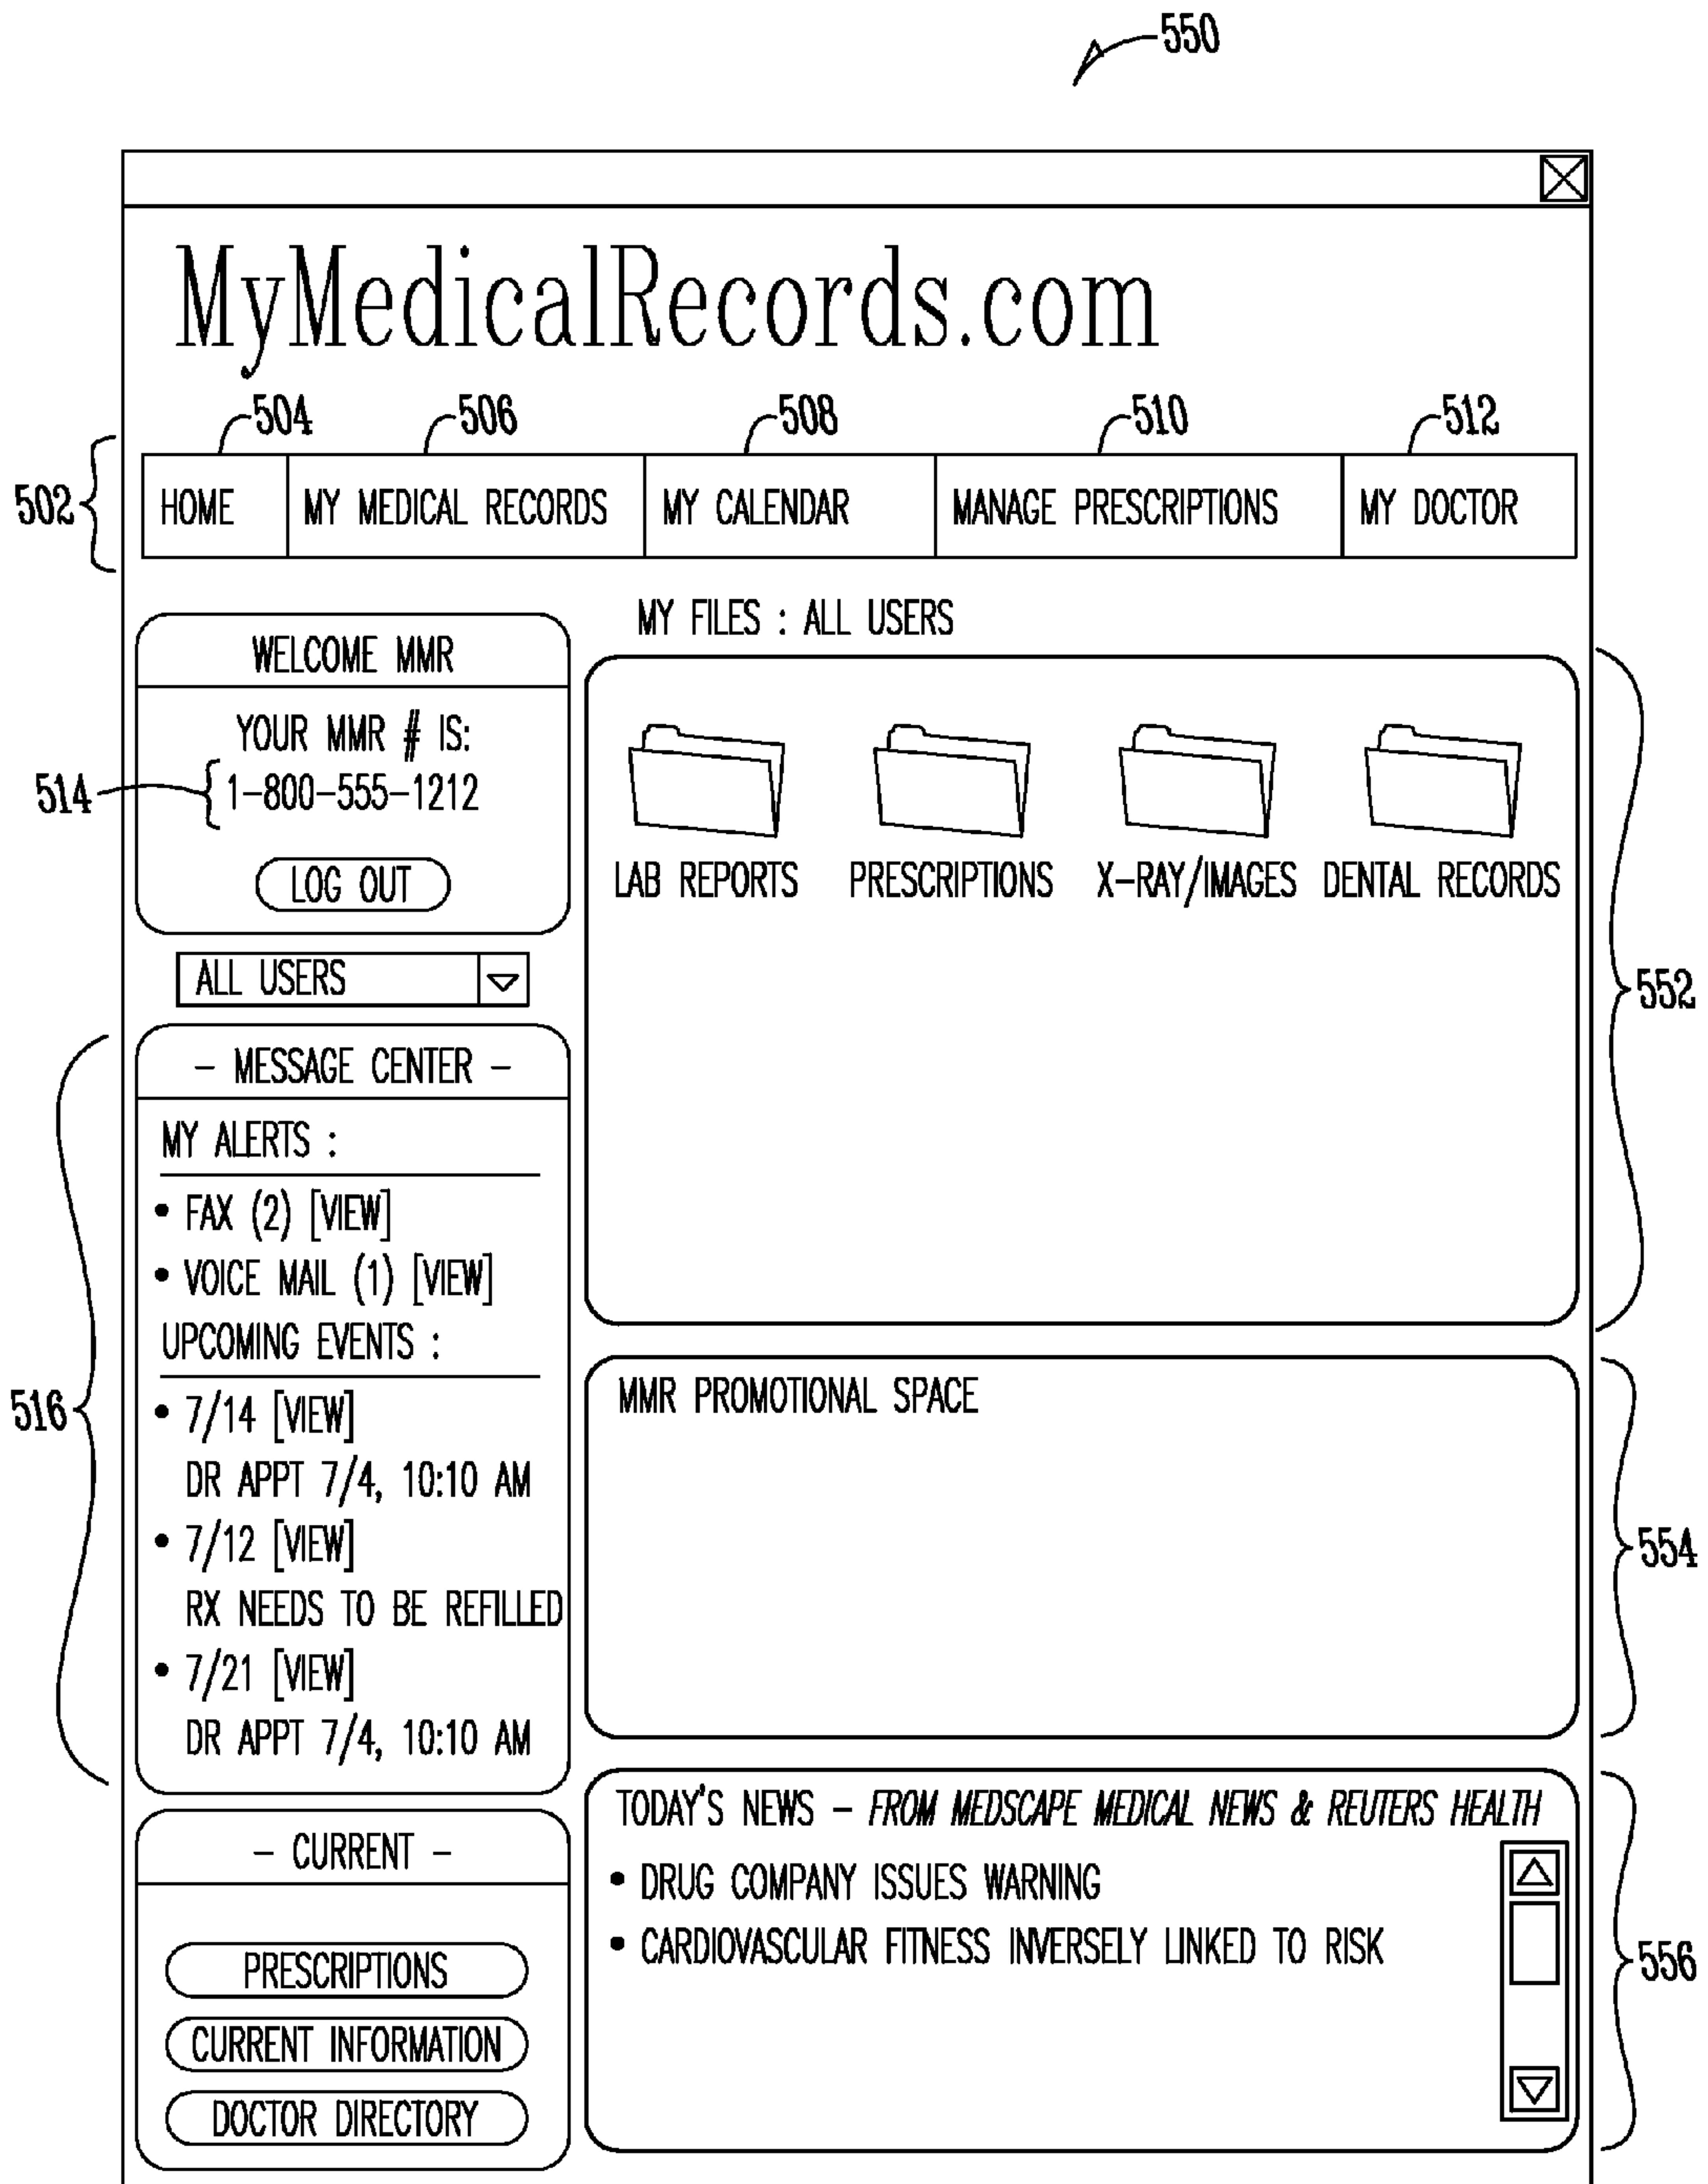 550
MyMedicalRecords.com
504 506 508 510 512
502
HOME MY MEDICAL RECORDS MY CALENDAR MANAGE PRESCRIPTIONS MY DOCTOR
WELCOME MMR
YOUR MMR # IS:
514
1-800-555-1212
LOG OUT
ALL USERS
516
- MESSAGE CENTER -
MY ALERTS :
• FAX (2) [VIEW]
• VOICE MAIL (1) [VIEW]
UPCOMING EVENTS :
• 7/14 [VIEW]
DR APPT 7/4, 10:10 AM
• 7/12 [VIEW]
RX NEEDS TO BE REFILLED
• 7/21 [VIEW]
DR APPT 7/4, 10:10 AM
- CURRENT -
PRESCRIPTIONS
CURRENT INFORMATION
DOCTOR DIRECTORY
MY FILES : ALL USERS
LAB REPORTS PRESCRIPTIONS X-RAY/IMAGES DENTAL RECORDS
552
MMR PROMOTIONAL SPACE
554
TODAY'S NEWS - FROM MEDSCAPE MEDICAL NEWS & REUTERS HEALTH
• DRUG COMPANY ISSUES WARNING
• CARDIOVASCULAR FITNESS INVERSELY LINKED TO RISK
556